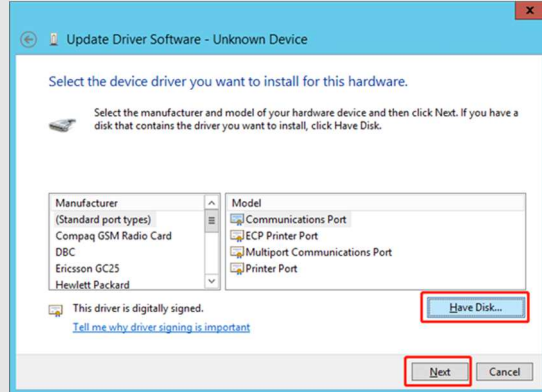 x
Update Driver Software - Unknown Device
Select the device driver you want to install for this hardware.
Select the manufacturer and model of your hardware device and then click Next. If you have a
disk that contains the driver you want to install, click Have Disk.
Manufacturer
(Standard port types)
Compaq GSM Radio Card
DBC
Ericsson GC25
Hewlett Packard
Model
Communications Port
ECP Printer Port
Multiport Communications Port
Printer Port
This driver is digitally signed.
Tell me why driver signing is important
Have Disk...
Next
Cancel